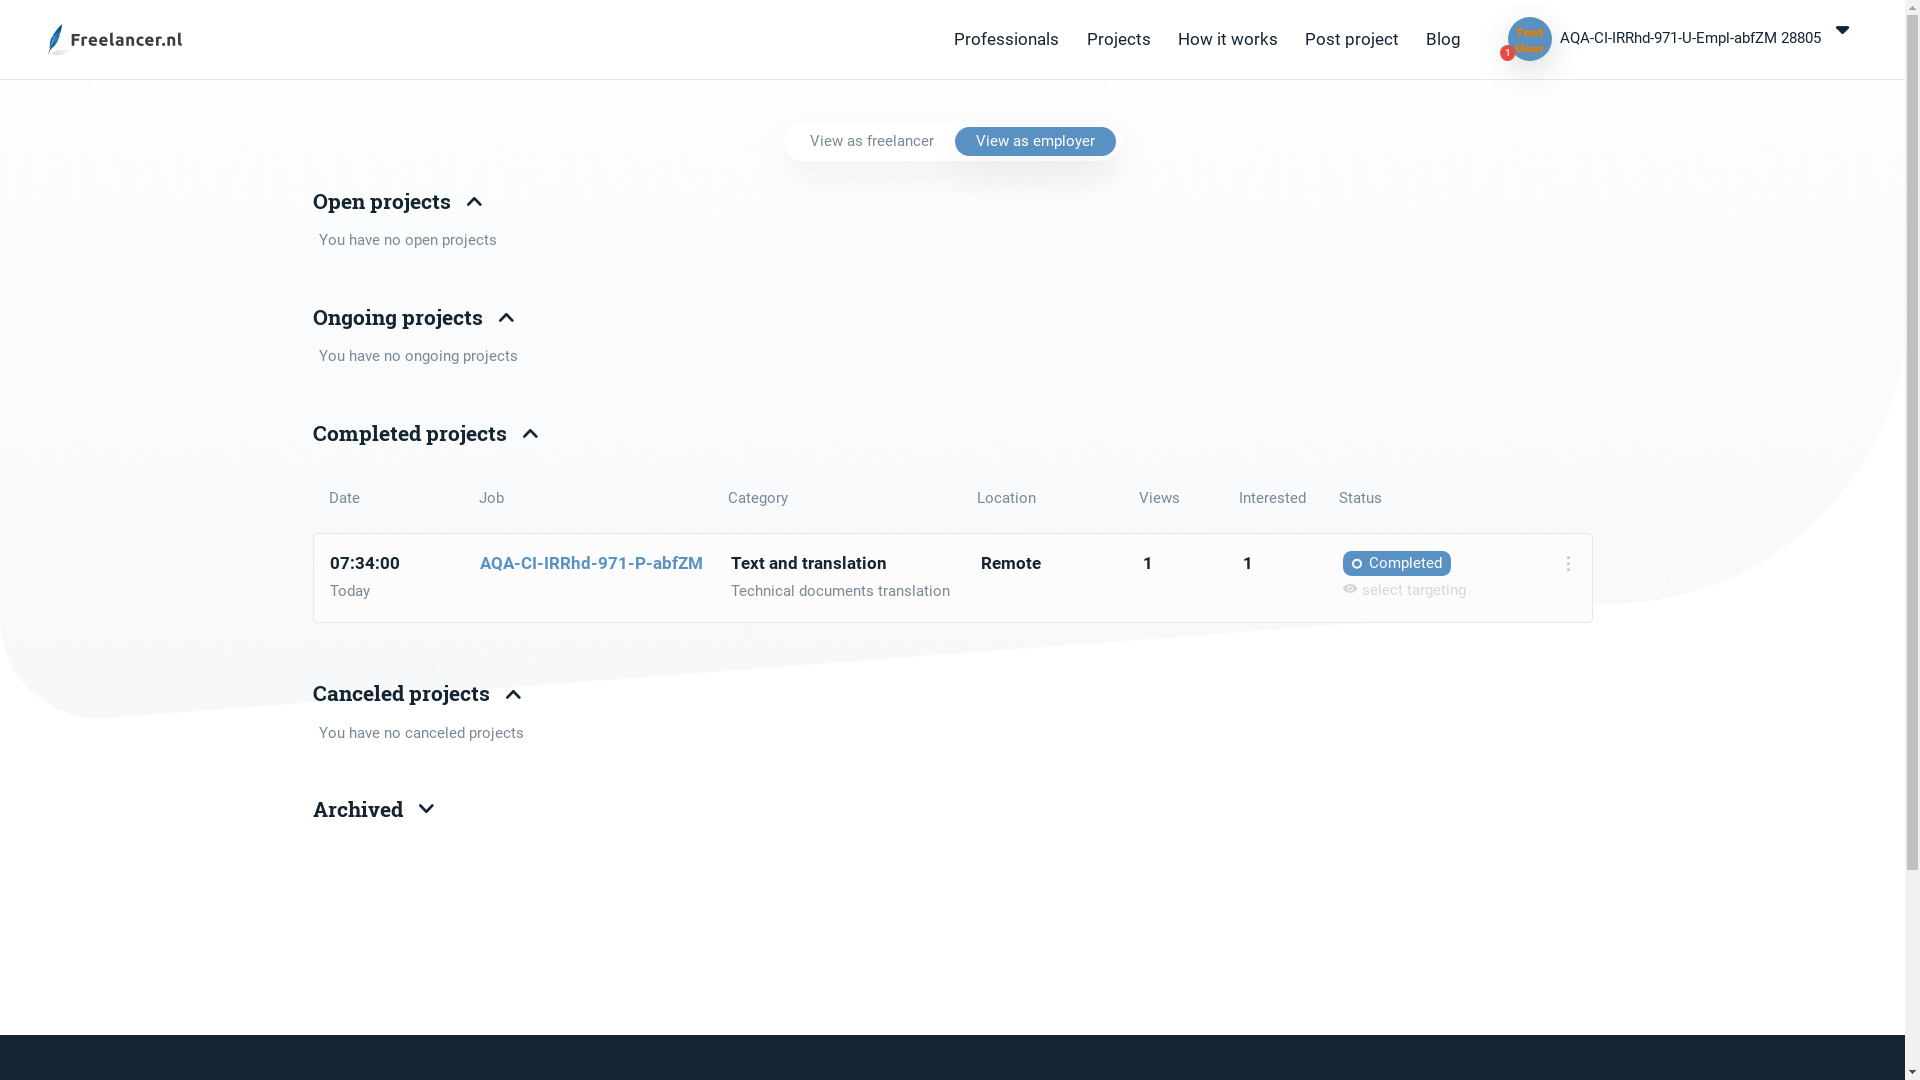 Freelancer.nl
Professionals Projects How it works Post project Blog
Test User
1
AQA-CI-IRRhd-971-U-Empl-abfZM 28805
View as freelancer View as employer
Open projects
You have no open projects
Ongoing projects
You have no ongoing projects
Completed projects
Date Job Category Location Views Interested Status
07:34:00 AQA-CI-IRRhd-971-P-abfZM Text and translation Remote 1 1 Completed
Today Technical documents translation select targeting
Canceled projects
You have no canceled projects
Archived